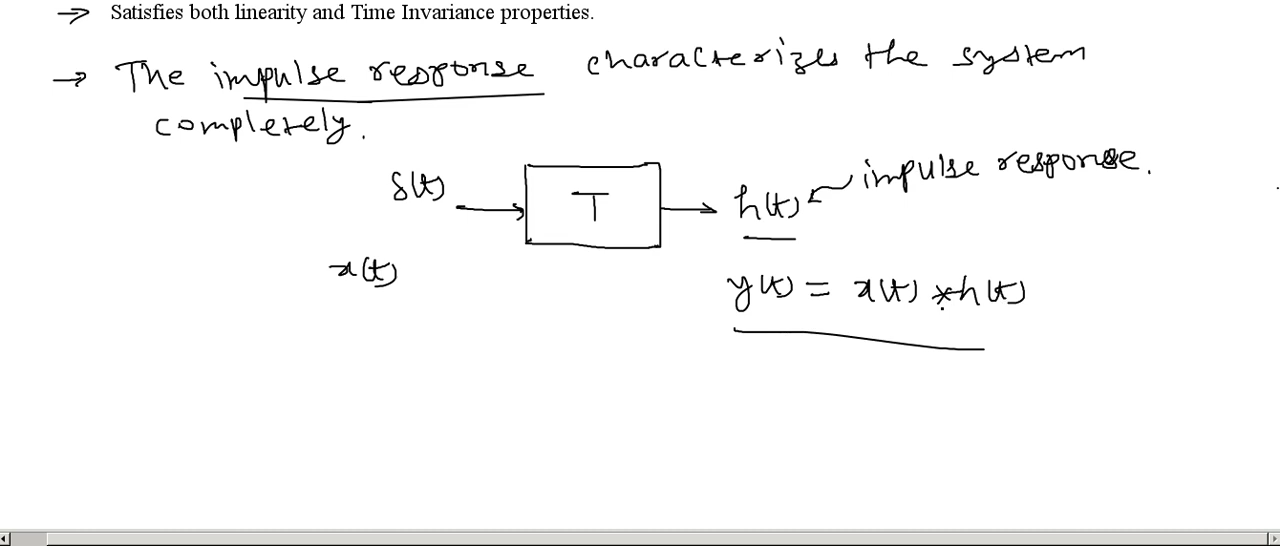 → Satisfies both linearity and Time Invariance properties.
→ The impulse response characterizes the system
completely.
δ(t) → T → h(t) ← impulse response.
x(t) y(t) = x(t) * h(t)